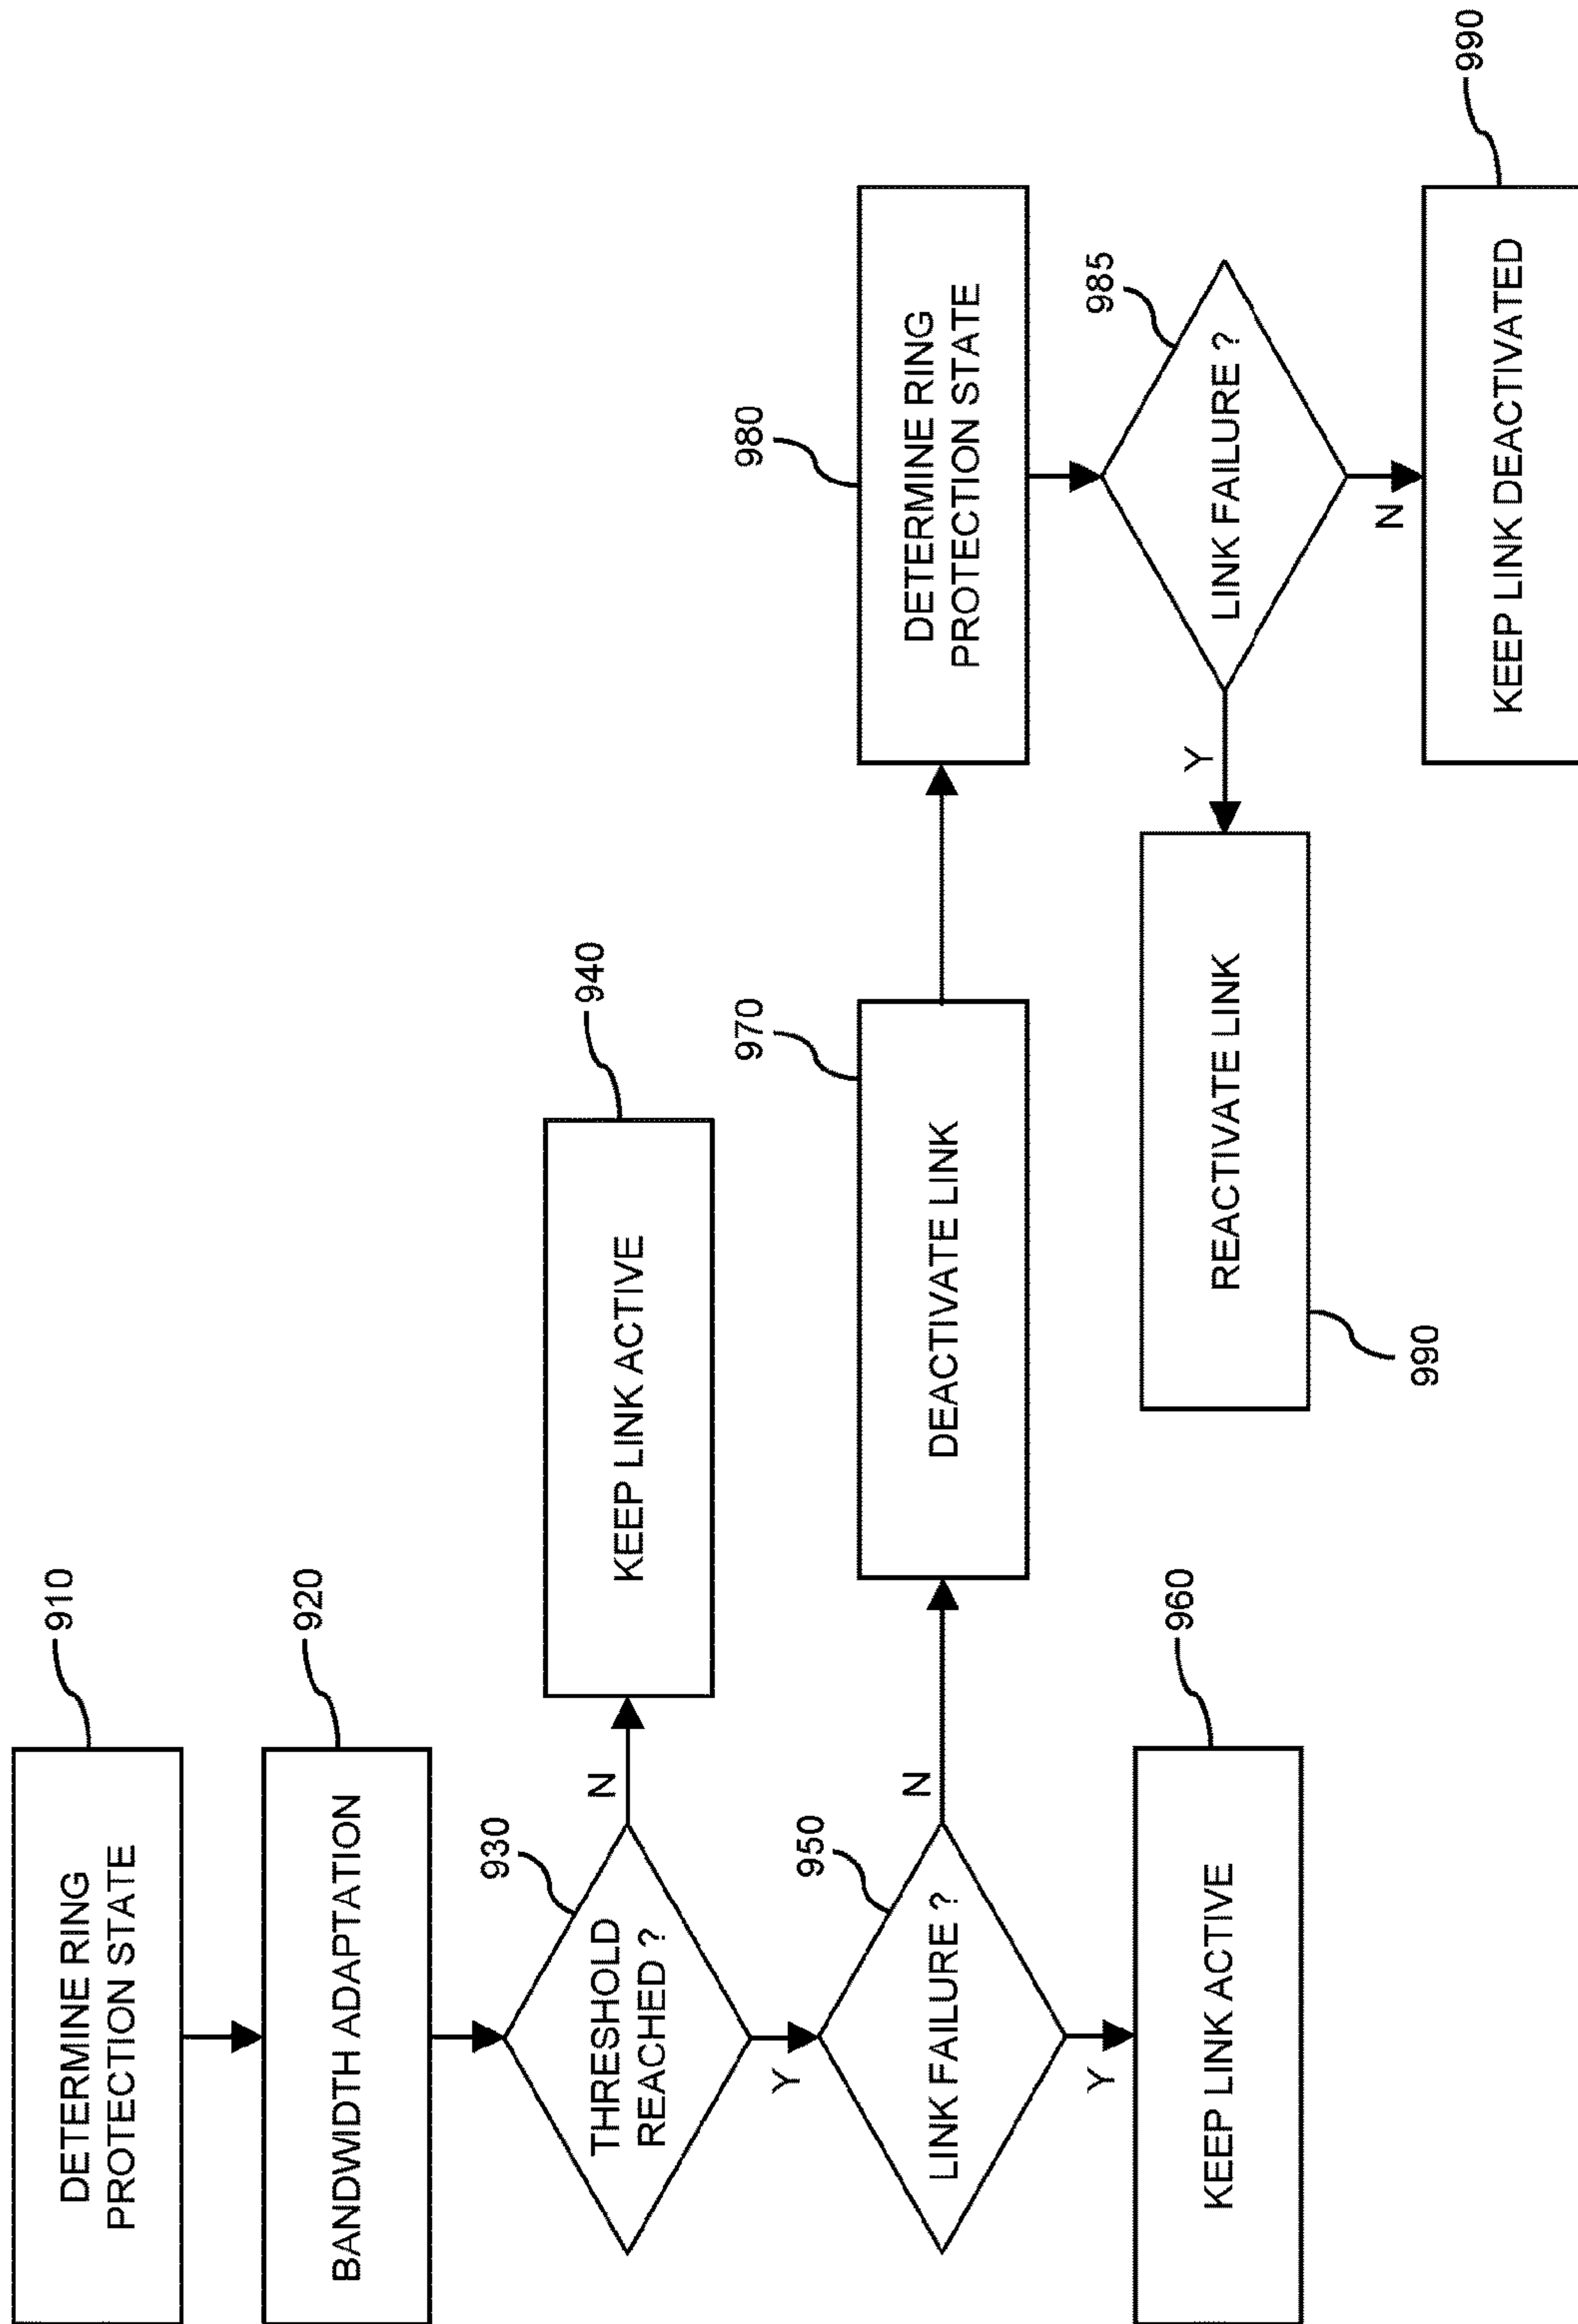 910
DETERMINE RING
PROTECTION STATE
920
BANDWIDTH ADAPTATION
930
THRESHOLD
REACHED ?
N
940
KEEP LINK ACTIVE
Y
950
LINK FAILURE ?
N
970
DEACTIVATE LINK
980
DETERMINE RING
PROTECTION STATE
Y
960
KEEP LINK ACTIVE
985
LINK FAILURE ?
Y
REACTIVATE LINK
990
N
990
KEEP LINK DEACTIVATED